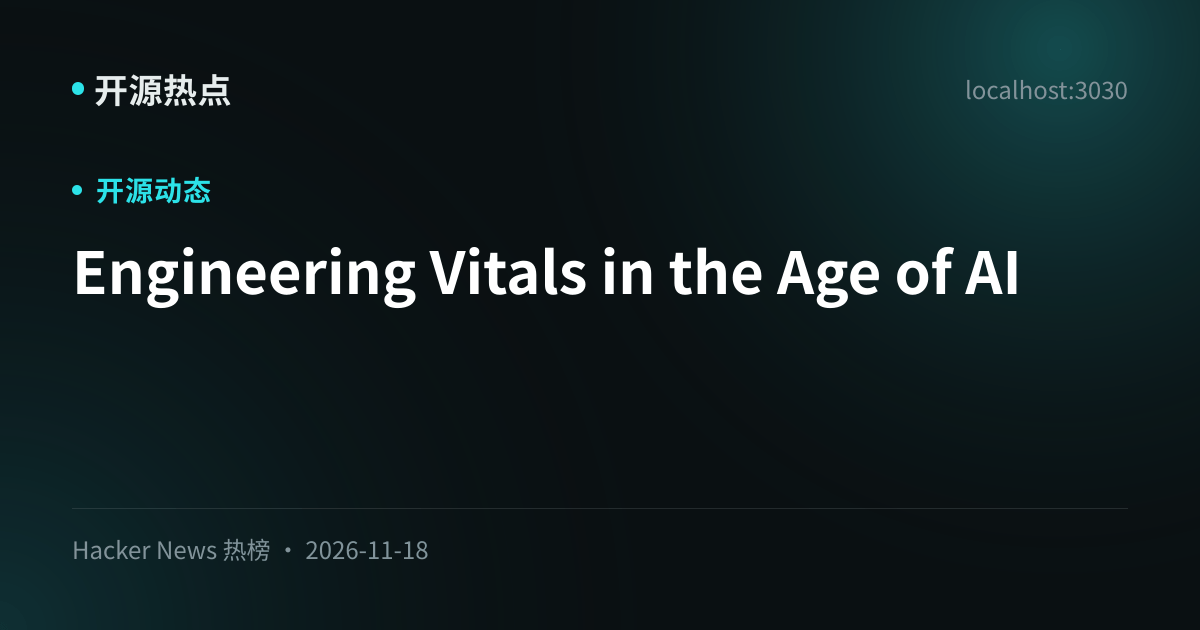 开源热点
localhost:3030
开源动态
Engineering Vitals in the Age of AI
Hacker News 热榜 • 2026-11-18